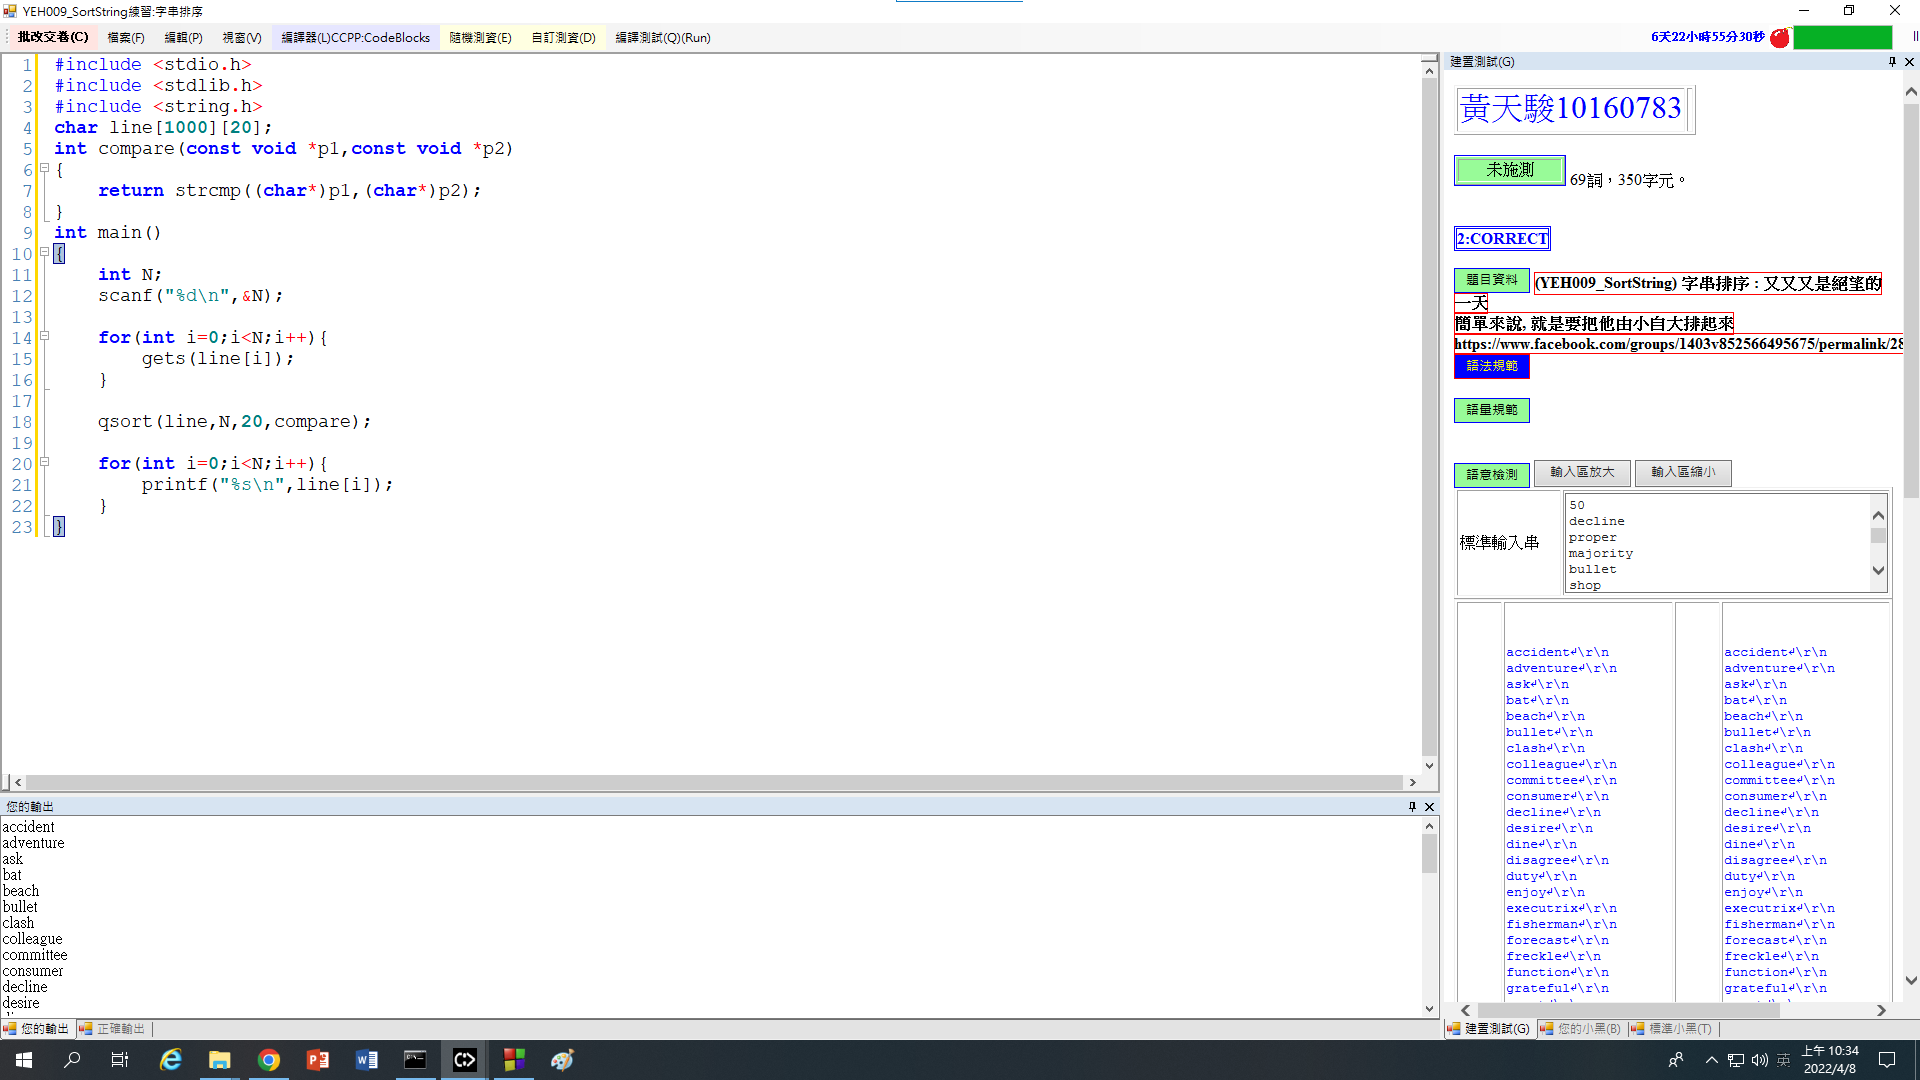 YEH009_SortString練習:字串排序
批改交卷(C) 檔案(F) 編輯(P) 視窗(V) 編譯器(L)CCPP:CodeBlocks 隨機測資(E) 自訂測資(D) 編譯測試(Q)(Run) 6天22小時55分30秒
1 #include <stdio.h>
2 #include <stdlib.h>
3 #include <string.h>
4 char line[1000][20];
5 int compare(const void *p1,const void *p2)
6 {
7 return strcmp((char*)p1,(char*)p2);
8 }
9 int main()
10 {
11 int N;
12 scanf("%d\n",&N);
13
14 for(int i=0;i<N;i++){
15 gets(line[i]);
16 }
17
18 qsort(line,N,20,compare);
19
20 for(int i=0;i<N;i++){
21 printf("%s\n",line[i]);
22 }
23 }
您的輸出
accident
adventure
ask
bat
beach
bullet
clash
colleague
committee
consumer
decline
desire
您的輸出 正確輸出
建置測試(G)
黃天駿10160783
未施測 69詞，350字元。
2:CORRECT
題目資料 (YEH009_SortString) 字串排序 : 又又又是絕望的
一天
簡單來說, 就是要把他由小自大排起來
https://www.facebook.com/groups/1403v852566495675/permalink/28
語法規範
語量規範
語意檢測 輸入區放大 輸入區縮小
標準輸入串
50
decline
proper
majority
bullet
shop
accident↲\r\n accident↲\r\n
adventure↲\r\n adventure↲\r\n
ask↲\r\n ask↲\r\n
bat↲\r\n bat↲\r\n
beach↲\r\n beach↲\r\n
bullet↲\r\n bullet↲\r\n
clash↲\r\n clash↲\r\n
colleague↲\r\n colleague↲\r\n
committee↲\r\n committee↲\r\n
consumer↲\r\n consumer↲\r\n
decline↲\r\n decline↲\r\n
desire↲\r\n desire↲\r\n
dine↲\r\n dine↲\r\n
disagree↲\r\n disagree↲\r\n
duty↲\r\n duty↲\r\n
enjoy↲\r\n enjoy↲\r\n
executrix↲\r\n executrix↲\r\n
fisherman↲\r\n fisherman↲\r\n
forecast↲\r\n forecast↲\r\n
freckle↲\r\n freckle↲\r\n
function↲\r\n function↲\r\n
grateful↲\r\n grateful↲\r\n
建置測試(G) 您的小黑(B) 標準小黑(T)
英 上午 10:34
2022/4/8